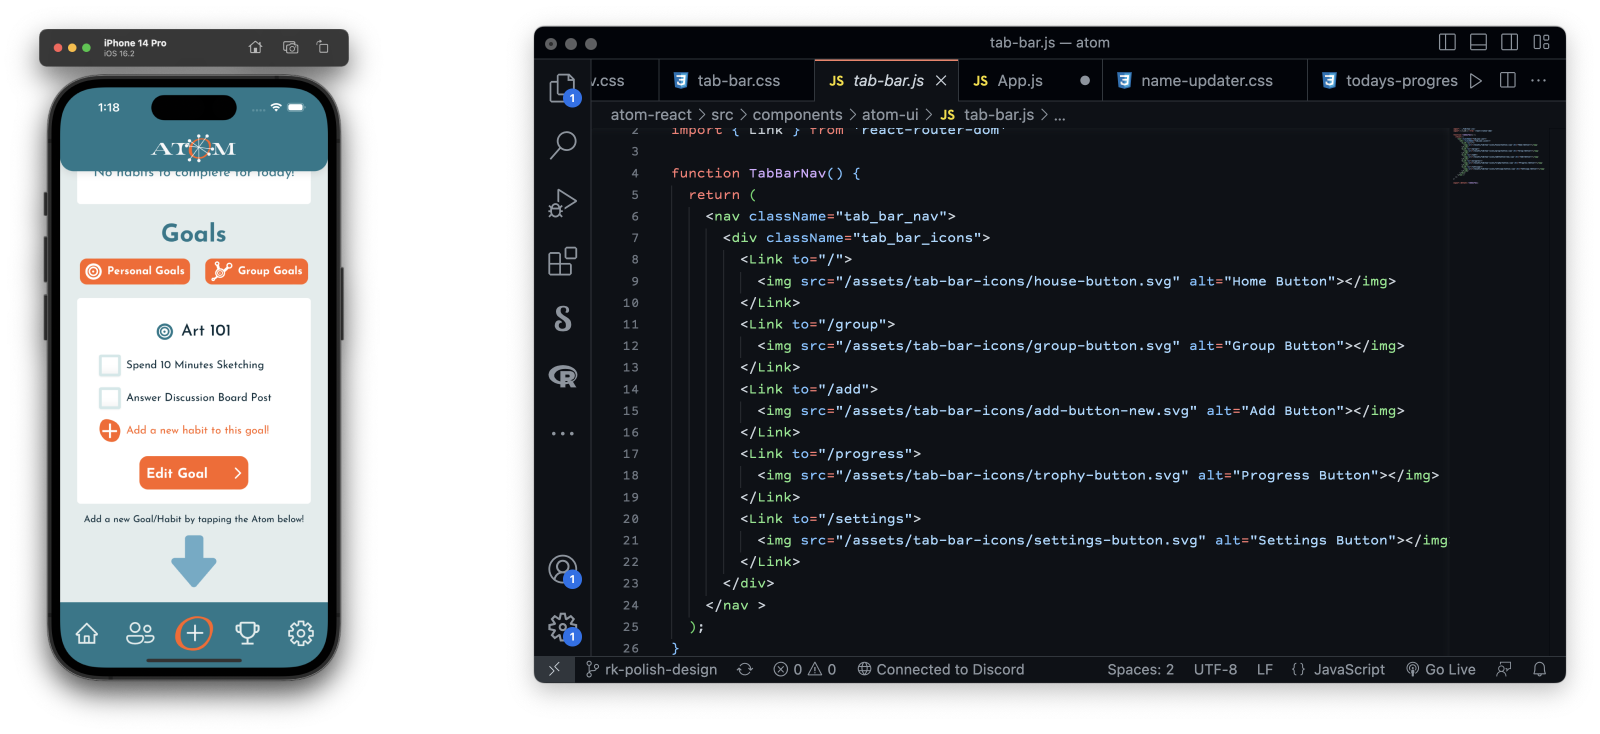 iPhone 14 Pro
iOS 16.2
1:18
ATOM
No habits to complete for today!
Goals
Personal Goals
Group Goals
Art 101
Spend 10 Minutes Sketching
Answer Discussion Board Post
Add a new habit to this goal!
Edit Goal
Add a new Goal/Habit by tapping the Atom below!
tab-bar.js — atom
v.css
tab-bar.css
JS tab-bar.js
JS App.js
name-updater.css
todays-progres
atom-react > src > components > atom-ui > JS tab-bar.js > ...
2 import { Link } from 'react-router-dom'
3
4 function TabBarNav() {
5 return (
6 <nav className="tab_bar_nav">
7 <div className="tab_bar_icons">
8 <Link to="/">
9 <img src="/assets/tab-bar-icons/house-button.svg" alt="Home Button"></img>
10 </Link>
11 <Link to="/group">
12 <img src="/assets/tab-bar-icons/group-button.svg" alt="Group Button"></img>
13 </Link>
14 <Link to="/add">
15 <img src="/assets/tab-bar-icons/add-button-new.svg" alt="Add Button"></img>
16 </Link>
17 <Link to="/progress">
18 <img src="/assets/tab-bar-icons/trophy-button.svg" alt="Progress Button"></img>
19 </Link>
20 <Link to="/settings">
21 <img src="/assets/tab-bar-icons/settings-button.svg" alt="Settings Button"></img
22 </Link>
23 </div>
24 </nav >
25 );
26 }
1
S
R
1
1
rk-polish-design
0
0
Connected to Discord
Spaces: 2
UTF-8
LF
{} JavaScript
Go Live